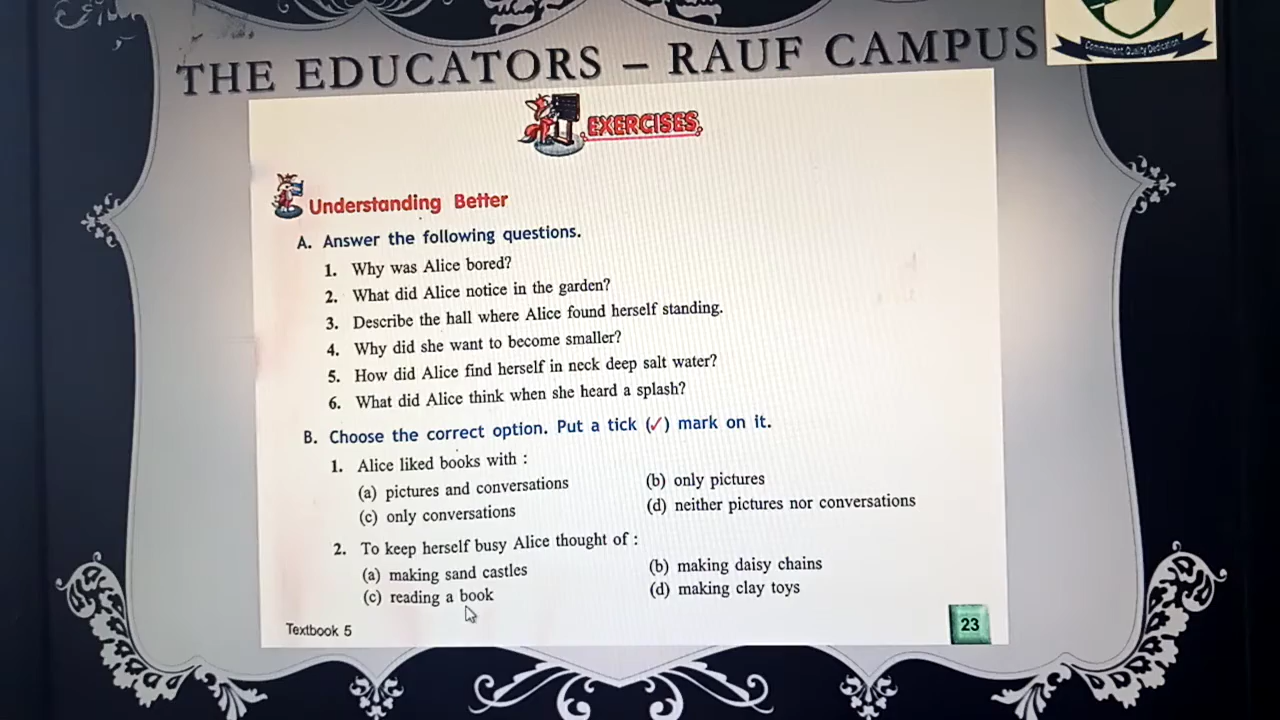 THE EDUCATORS – RAUF CAMPUS
Commitment Quality Dedication
EXERCISES
Understanding Better
A. Answer the following questions.
1. Why was Alice bored?
2. What did Alice notice in the garden?
3. Describe the hall where Alice found herself standing.
4. Why did she want to become smaller?
5. How did Alice find herself in neck deep salt water?
6. What did Alice think when she heard a splash?
B. Choose the correct option. Put a tick (✓) mark on it.
1. Alice liked books with :
(a) pictures and conversations (b) only pictures
(c) only conversations (d) neither pictures nor conversations
2. To keep herself busy Alice thought of :
(a) making sand castles (b) making daisy chains
(c) reading a book (d) making clay toys
Textbook 5 23